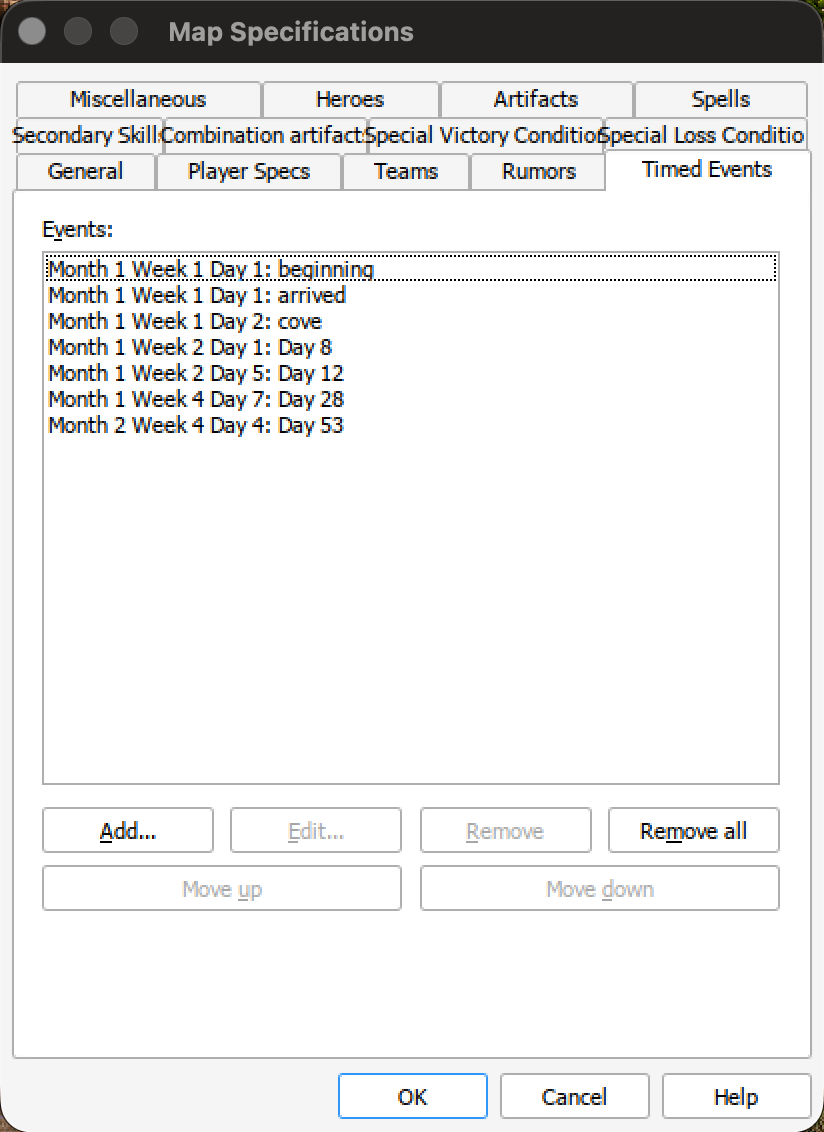 Map Specifications
Miscellaneous Heroes Artifacts Spells
Secondary Skills Combination artifacts Special Victory Condition Special Loss Conditio
General Player Specs Teams Rumors Timed Events
Events:
Month 1 Week 1 Day 1: beginning
Month 1 Week 1 Day 1: arrived
Month 1 Week 1 Day 2: cove
Month 1 Week 2 Day 1: Day 8
Month 1 Week 2 Day 5: Day 12
Month 1 Week 4 Day 7: Day 28
Month 2 Week 4 Day 4: Day 53
Add... Edit... Remove Remove all
Move up Move down
OK Cancel Help